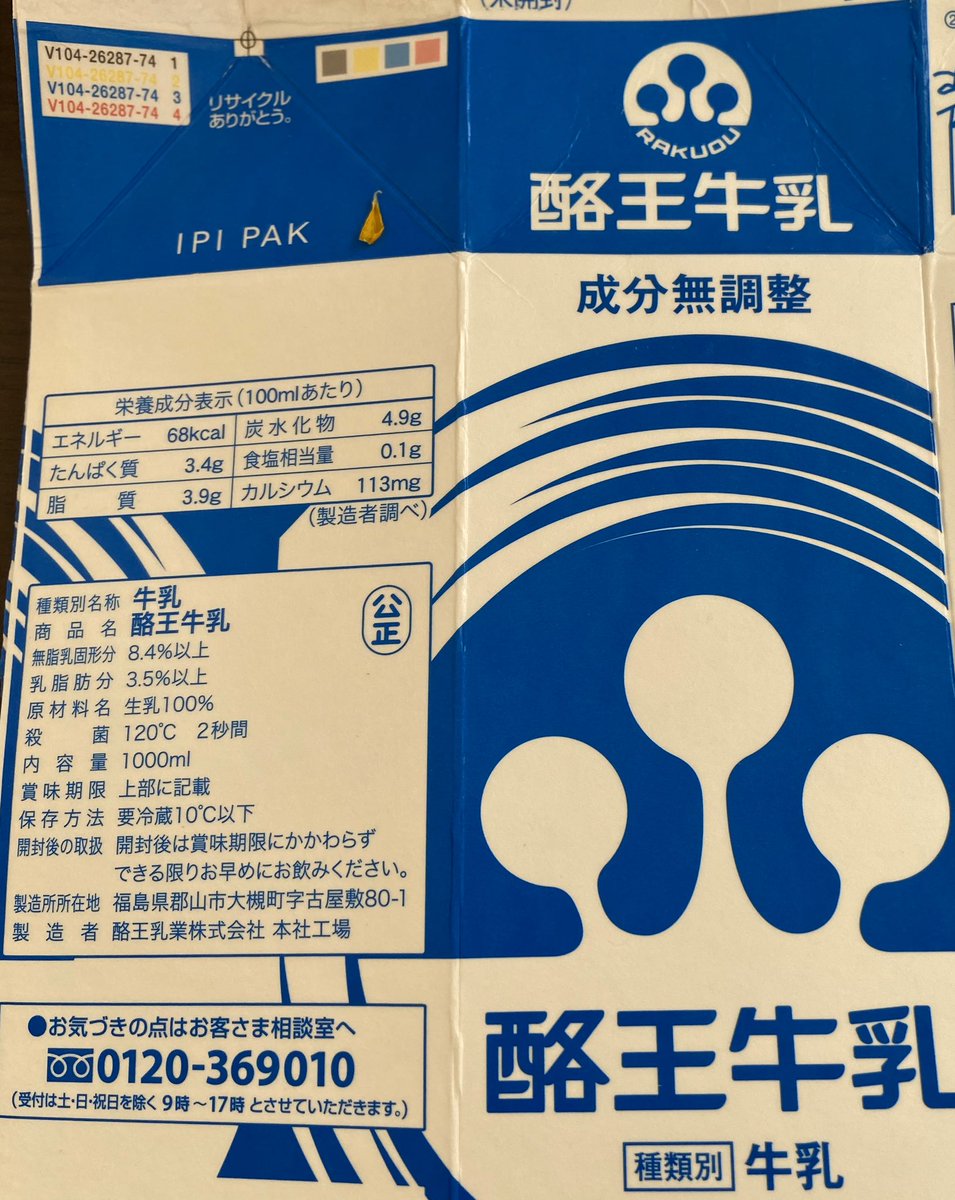 V104-26287-74 1
V104-26287-74 2
V104-26287-74 3
V104-26287-74 4
リサイクル
ありがとう。
IPI PAK
栄養成分表示(100mlあたり)
エネルギー 68kcal 炭水化物 4.9g
たんぱく質 3.4g 食塩相当量 0.1g
脂質 3.9g カルシウム 113mg
(製造者調べ)
種類別名称 牛乳
商品名 酪王牛乳
公正
無脂乳固形分 8.4%以上
乳脂肪分 3.5%以上
原材料名 生乳100%
殺菌 120℃ 2秒間
内容量 1000ml
賞味期限 上部に記載
保存方法 要冷蔵10℃以下
開封後の取扱 開封後は賞味期限にかかわらず
できる限りお早めにお飲みください。
製造所所在地 福島県郡山市大槻町字古屋敷80-1
製造者 酪王乳業株式会社 本社工場
●お気づきの点はお客さま相談室へ
0120-369010
(受付は土・日・祝日を除く9時〜17時とさせていただきます。)
(未開封)
RAKUOU
酪王牛乳
成分無調整
酪王牛乳
種類別 牛乳